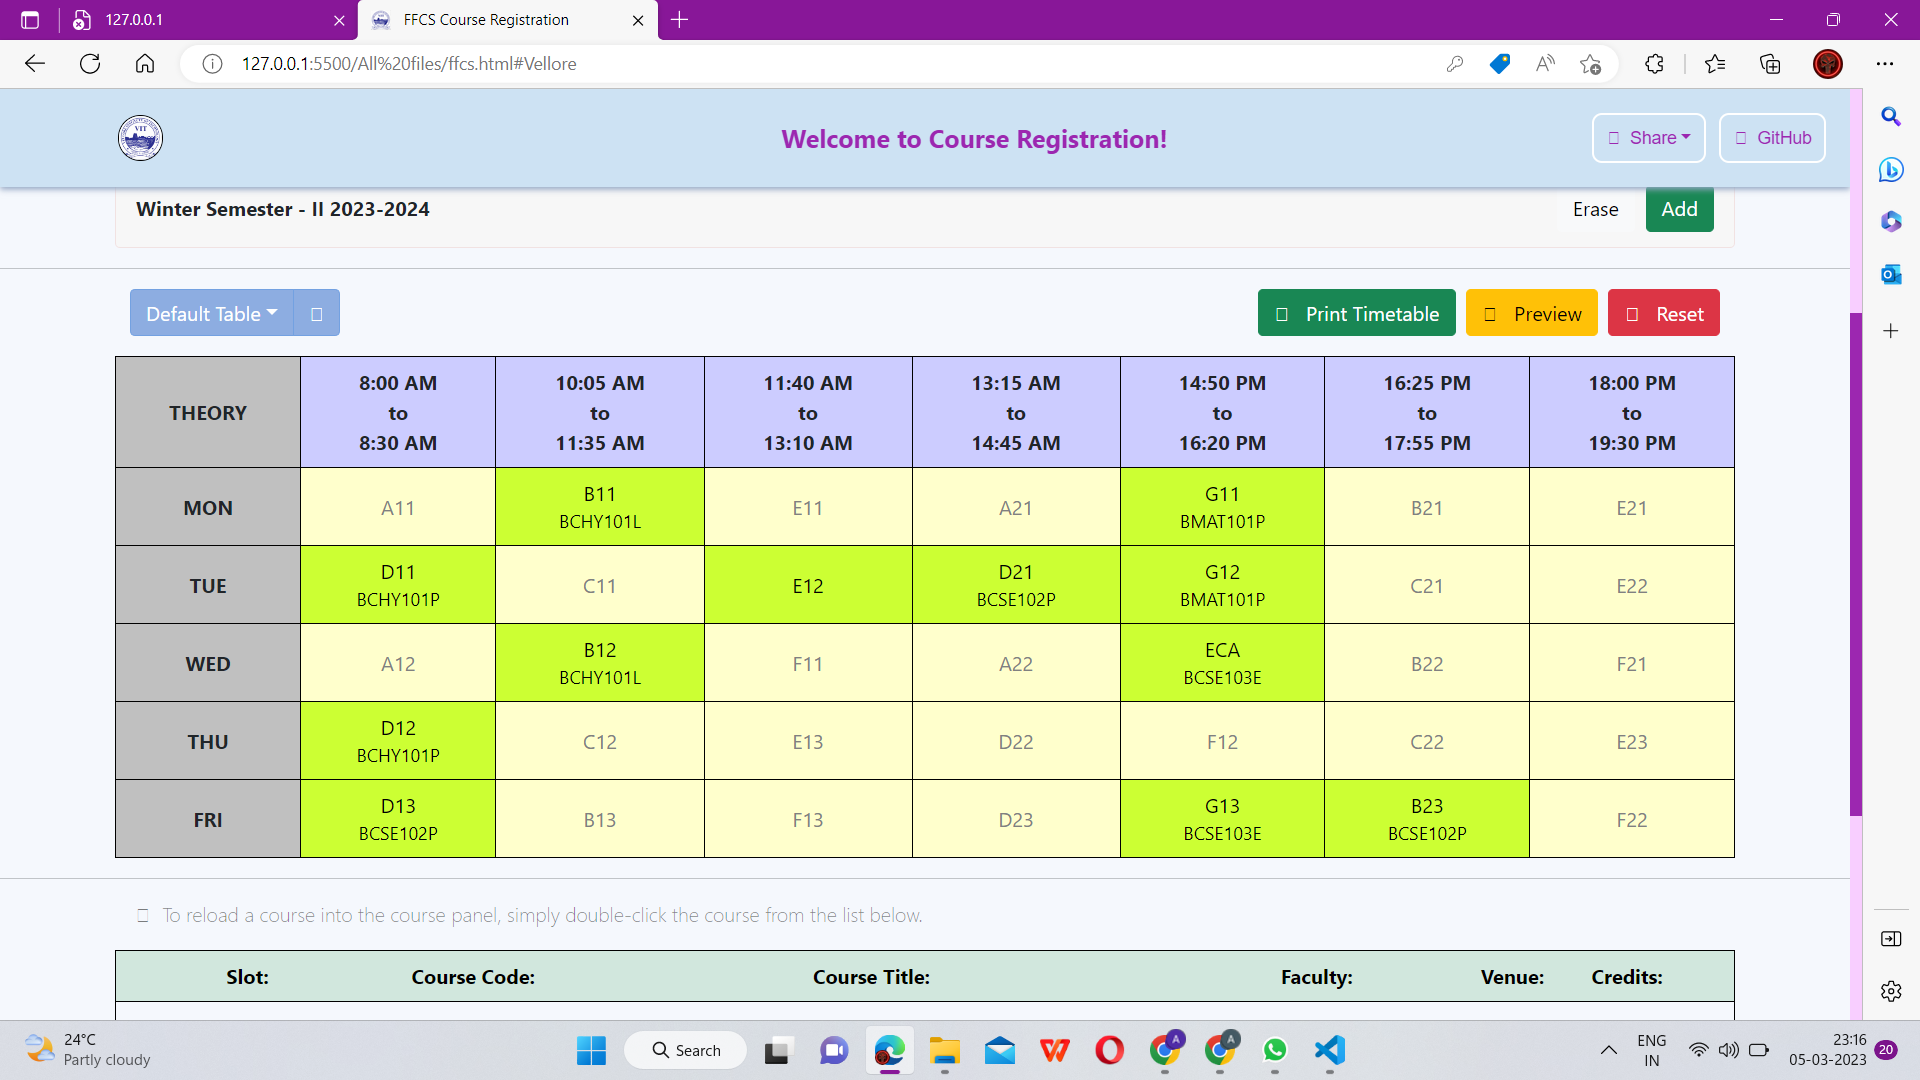 127.0.0.1
FFCS Course Registration
127.0.0.1:5500/All%20files/ffcs.html#Vellore
VIT
Welcome to Course Registration!
Share
GitHub
Winter Semester - II 2023-2024
Erase
Add
Default Table
Print Timetable
Preview
Reset
THEORY
8:00 AM
to
8:30 AM
10:05 AM
to
11:35 AM
11:40 AM
to
13:10 AM
13:15 AM
to
14:45 AM
14:50 PM
to
16:20 PM
16:25 PM
to
17:55 PM
18:00 PM
to
19:30 PM
MON
A11
B11
BCHY101L
E11
A21
G11
BMAT101P
B21
E21
TUE
D11
BCHY101P
C11
E12
D21
BCSE102P
G12
BMAT101P
C21
E22
WED
A12
B12
BCHY101L
F11
A22
ECA
BCSE103E
B22
F21
THU
D12
BCHY101P
C12
E13
D22
F12
C22
E23
FRI
D13
BCSE102P
B13
F13
D23
G13
BCSE103E
B23
BCSE102P
F22
To reload a course into the course panel, simply double-click the course from the list below.
Slot:
Course Code:
Course Title:
Faculty:
Venue:
Credits:
24°C
Partly cloudy
Search
ENG
IN
23:16
05-03-2023
20